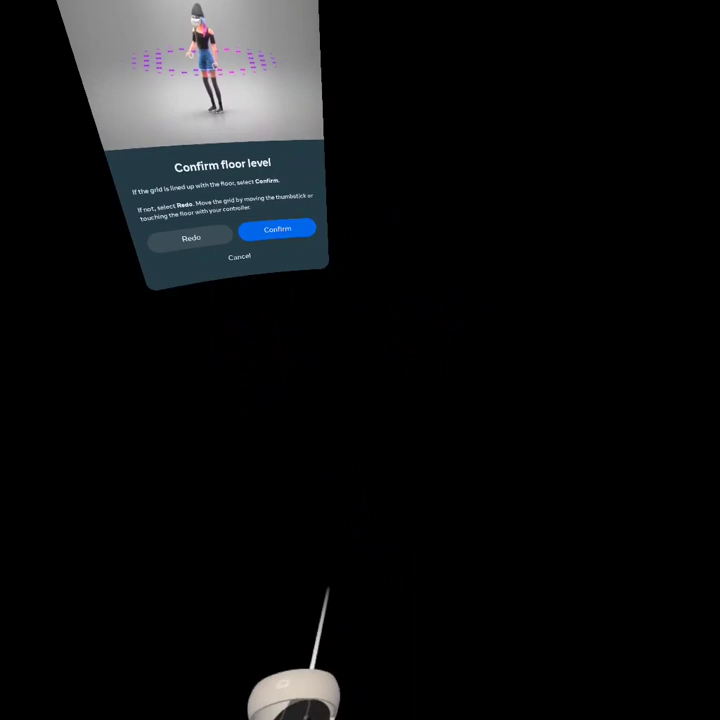 Confirm floor level
If the grid is lined up with the floor, select Confirm.
If not, select Redo. Move the grid by moving the thumbstick or
touching the floor with your controller.
Redo
Confirm
Cancel